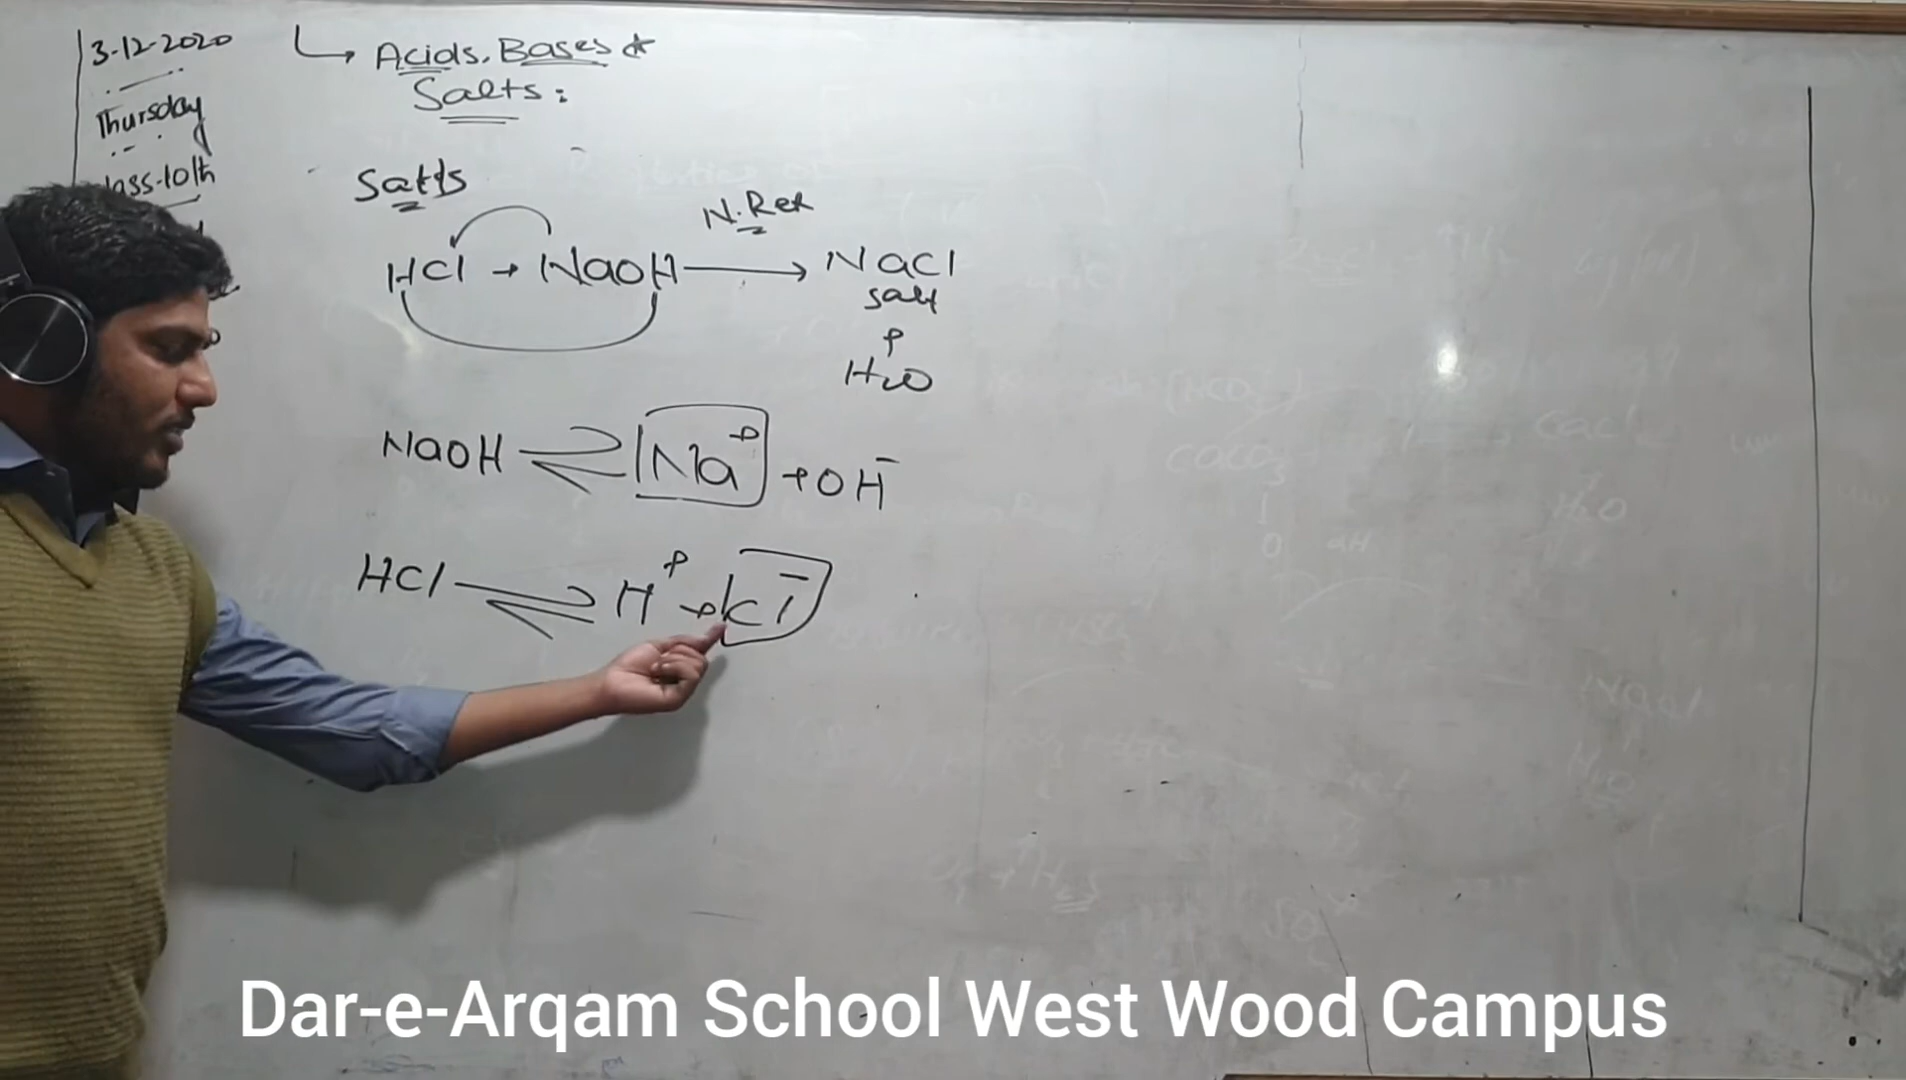 3-12-2020
Thursday
class-10th
Acids, Bases &
Salts:
Salts
N.Rex
HCl + NaOH → NaCl
salt
+
H2O
NaOH ⇌ Na+ + OH-
HCl ⇌ H+ + Cl-
Dar-e-Arqam School West Wood Campus